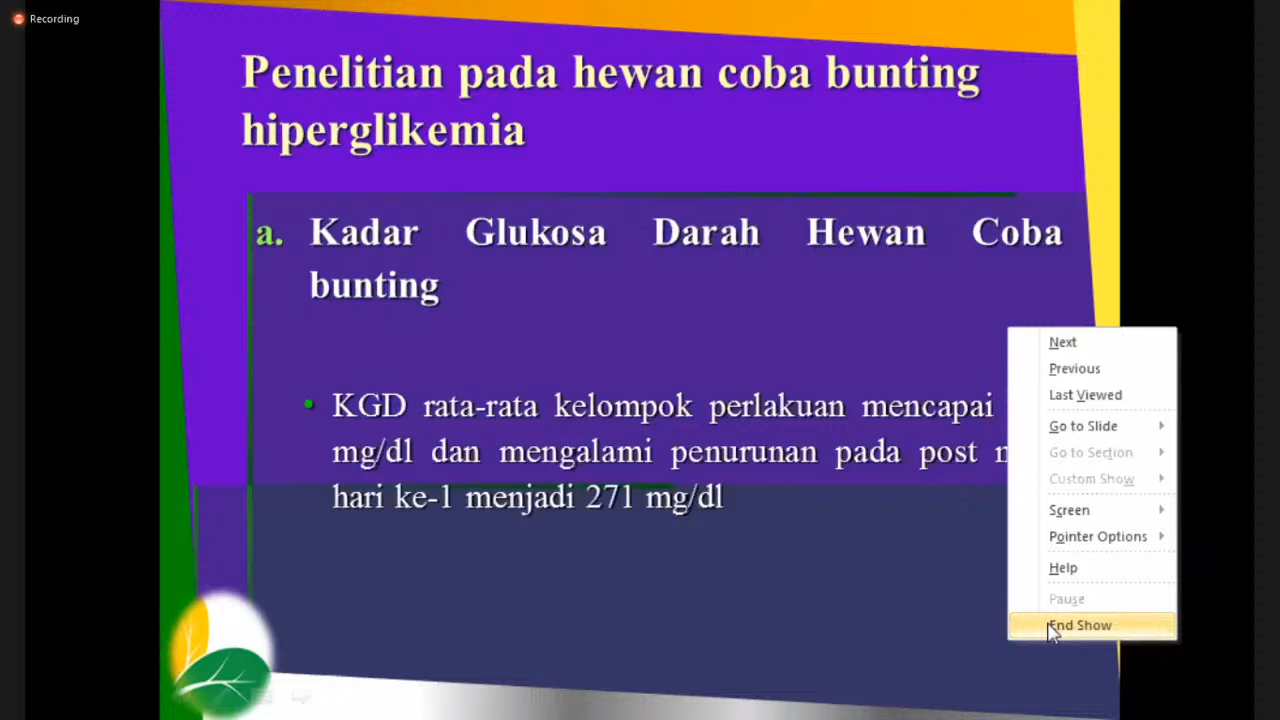 Recording
Penelitian pada hewan coba bunting
hiperglikemia
a. Kadar Glukosa Darah Hewan Coba
bunting
• KGD rata-rata kelompok perlakuan mencapai
mg/dl dan mengalami penurunan pada post
hari ke-1 menjadi 271 mg/dl
Next
Previous
Last Viewed
Go to Slide
Go to Section
Custom Show
Screen
Pointer Options
Help
Pause
End Show